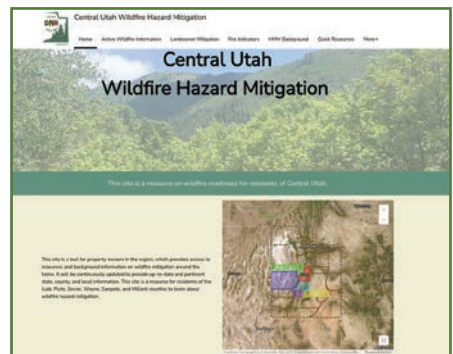 DNR
Central Utah Wildfire Hazard Mitigation
Home Active Wildfire Information Landowner Mitigation Fire Indicators Background Quick Resources More
Central Utah
Wildfire Hazard Mitigation
This site is a resource on wildfire readiness for residents of Central Utah.
This site is a tool for property owners in the region, which provides access to
resources and background information on wildfire mitigation around the
home. It will be continuously updated to provide up-to-date and pertinent
state, county, and local information. This site is a resource for residents of the
Juab, Piute, Sevier, Wayne, Sanpete, and Millard counties to learn about
wildfire hazard mitigation.